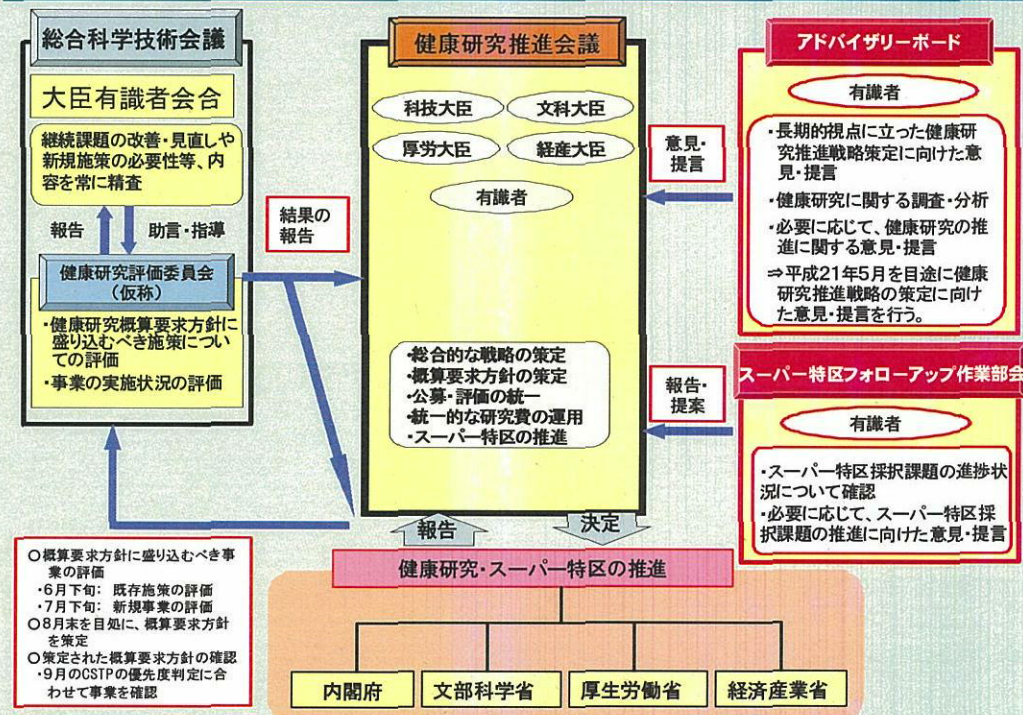 総合科学技術会議
大臣有識者会合
継続課題の改善・見直しや
新規施策の必要性等、内
容を常に精査
報告
助言・指導
健康研究評価委員会
(仮称)
・健康研究概算要求方針に
盛り込むべき施策につい
ての評価
・事業の実施状況の評価
結果の
報告
健康研究推進会議
科技大臣
文科大臣
厚労大臣
経産大臣
有識者
・総合的な戦略の策定
・概算要求方針の策定
・公募・評価の統一
・統一的な研究費の運用
・スーパー特区の推進
意見・
提言
アドバイザリーボード
有識者
・長期的視点に立った健康研
究推進戦略策定に向けた意
見・提言
・健康研究に関する調査・分析
・必要に応じて、健康研究の推
進に関する意見・提言
⇒平成21年5月を目途に健康
研究推進戦略の策定に向け
た意見・提言を行う。
報告・
提案
スーパー特区フォローアップ作業部会
有識者
・スーパー特区採択課題の進捗状
況について確認
・必要に応じて、スーパー特区採
択課題の推進に向けた意見・提言
報告
決定
健康研究・スーパー特区の推進
内閣府
文部科学省
厚生労働省
経済産業省
○概算要求方針に盛り込むべき事
業の評価
・6月下旬: 既存施策の評価
・7月下旬: 新規事業の評価
○8月末を目処に、概算要求方針
を策定
○策定された概算要求方針の確認
・9月のCSTPの優先度判定に合
わせて事業を確認